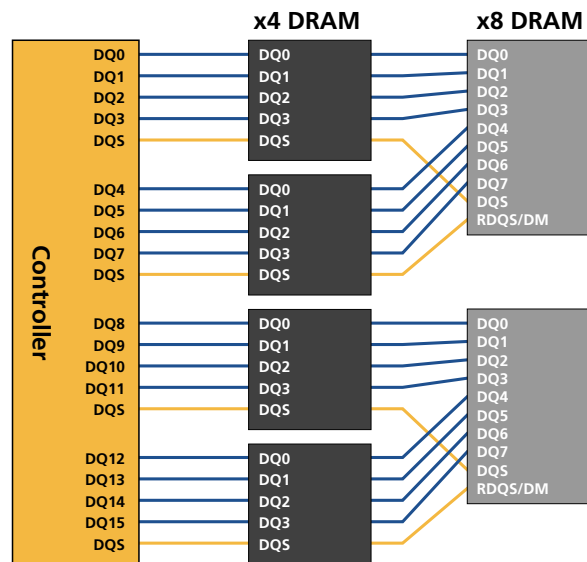 x4 DRAM
x8 DRAM
Controller
DQ0
DQ1
DQ2
DQ3
DQS
DQ4
DQ5
DQ6
DQ7
DQS
DQ8
DQ9
DQ10
DQ11
DQS
DQ12
DQ13
DQ14
DQ15
DQS
DQ0
DQ1
DQ2
DQ3
DQS
DQ0
DQ1
DQ2
DQ3
DQS
DQ0
DQ1
DQ2
DQ3
DQS
DQ0
DQ1
DQ2
DQ3
DQS
DQ0
DQ1
DQ2
DQ3
DQ4
DQ5
DQ6
DQ7
DQS
RDQS/DM
DQ0
DQ1
DQ2
DQ3
DQ4
DQ5
DQ6
DQ7
DQS
RDQS/DM